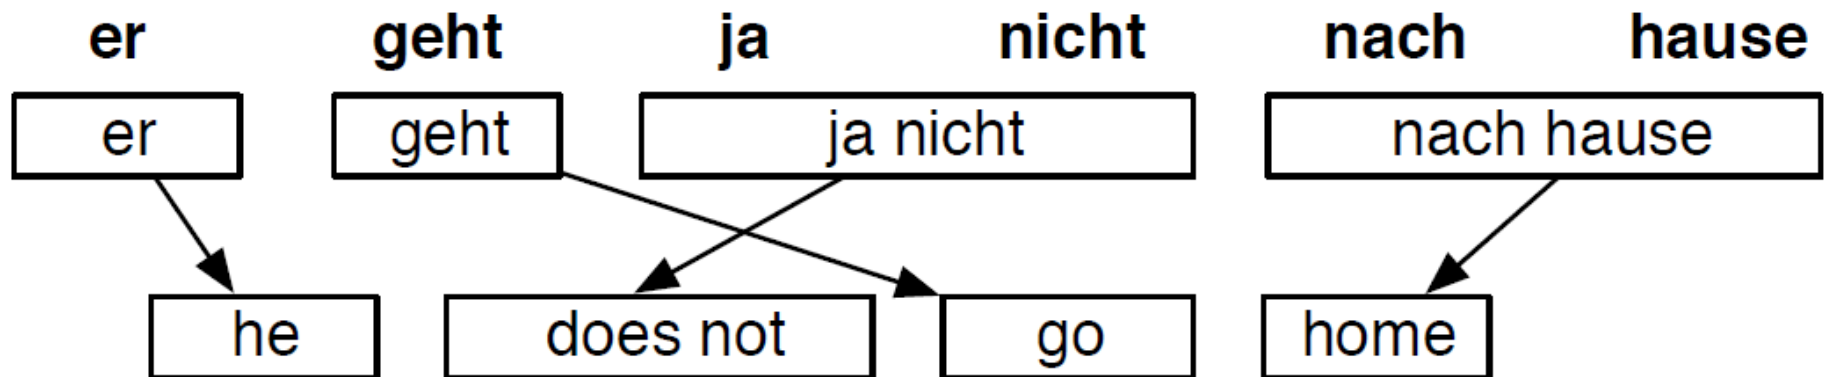 er geht ja nicht nach hause
er geht ja nicht nach hause
he does not go home